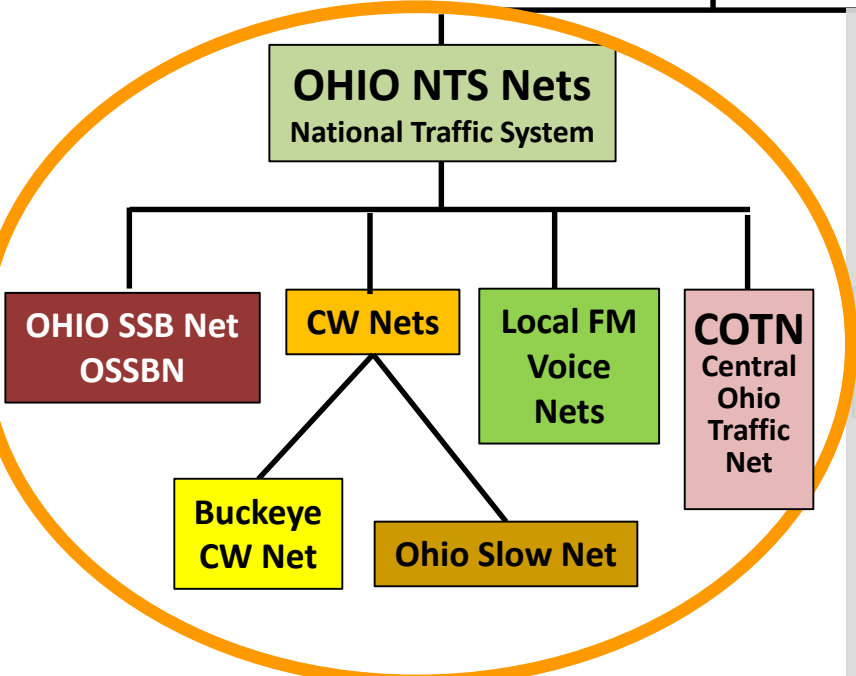 OHIO NTS Nets
National Traffic System
OHIO SSB Net
OSSBN
CW Nets
Local FM
Voice
Nets
COTN
Central
Ohio
Traffic
Net
Buckeye
CW Net
Ohio Slow Net